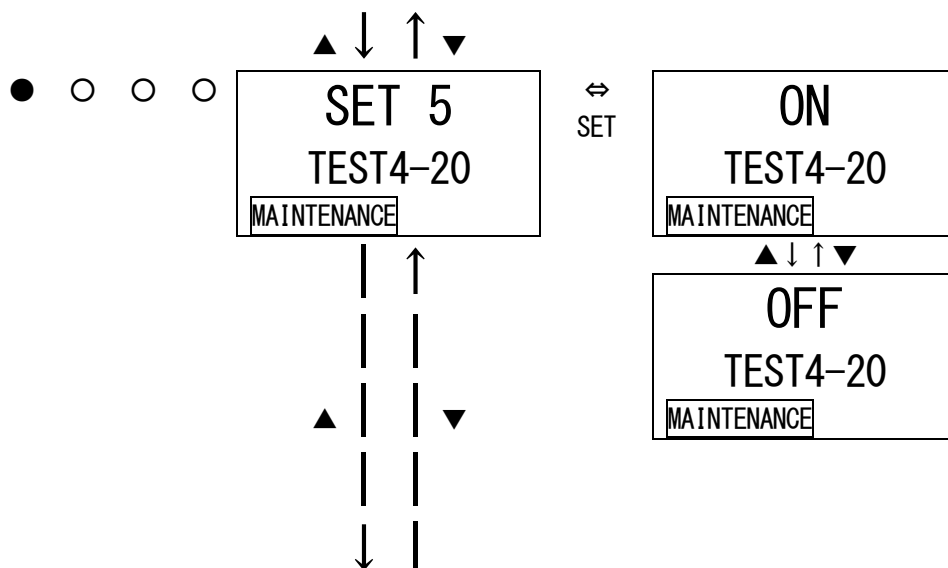 ▲ ↓ ↑ ▼
● ○ ○ ○
SET 5
TEST4-20
MAINTENANCE
⇔
SET
ON
TEST4-20
MAINTENANCE
▲↓↑▼
OFF
TEST4-20
MAINTENANCE
▲ ▼